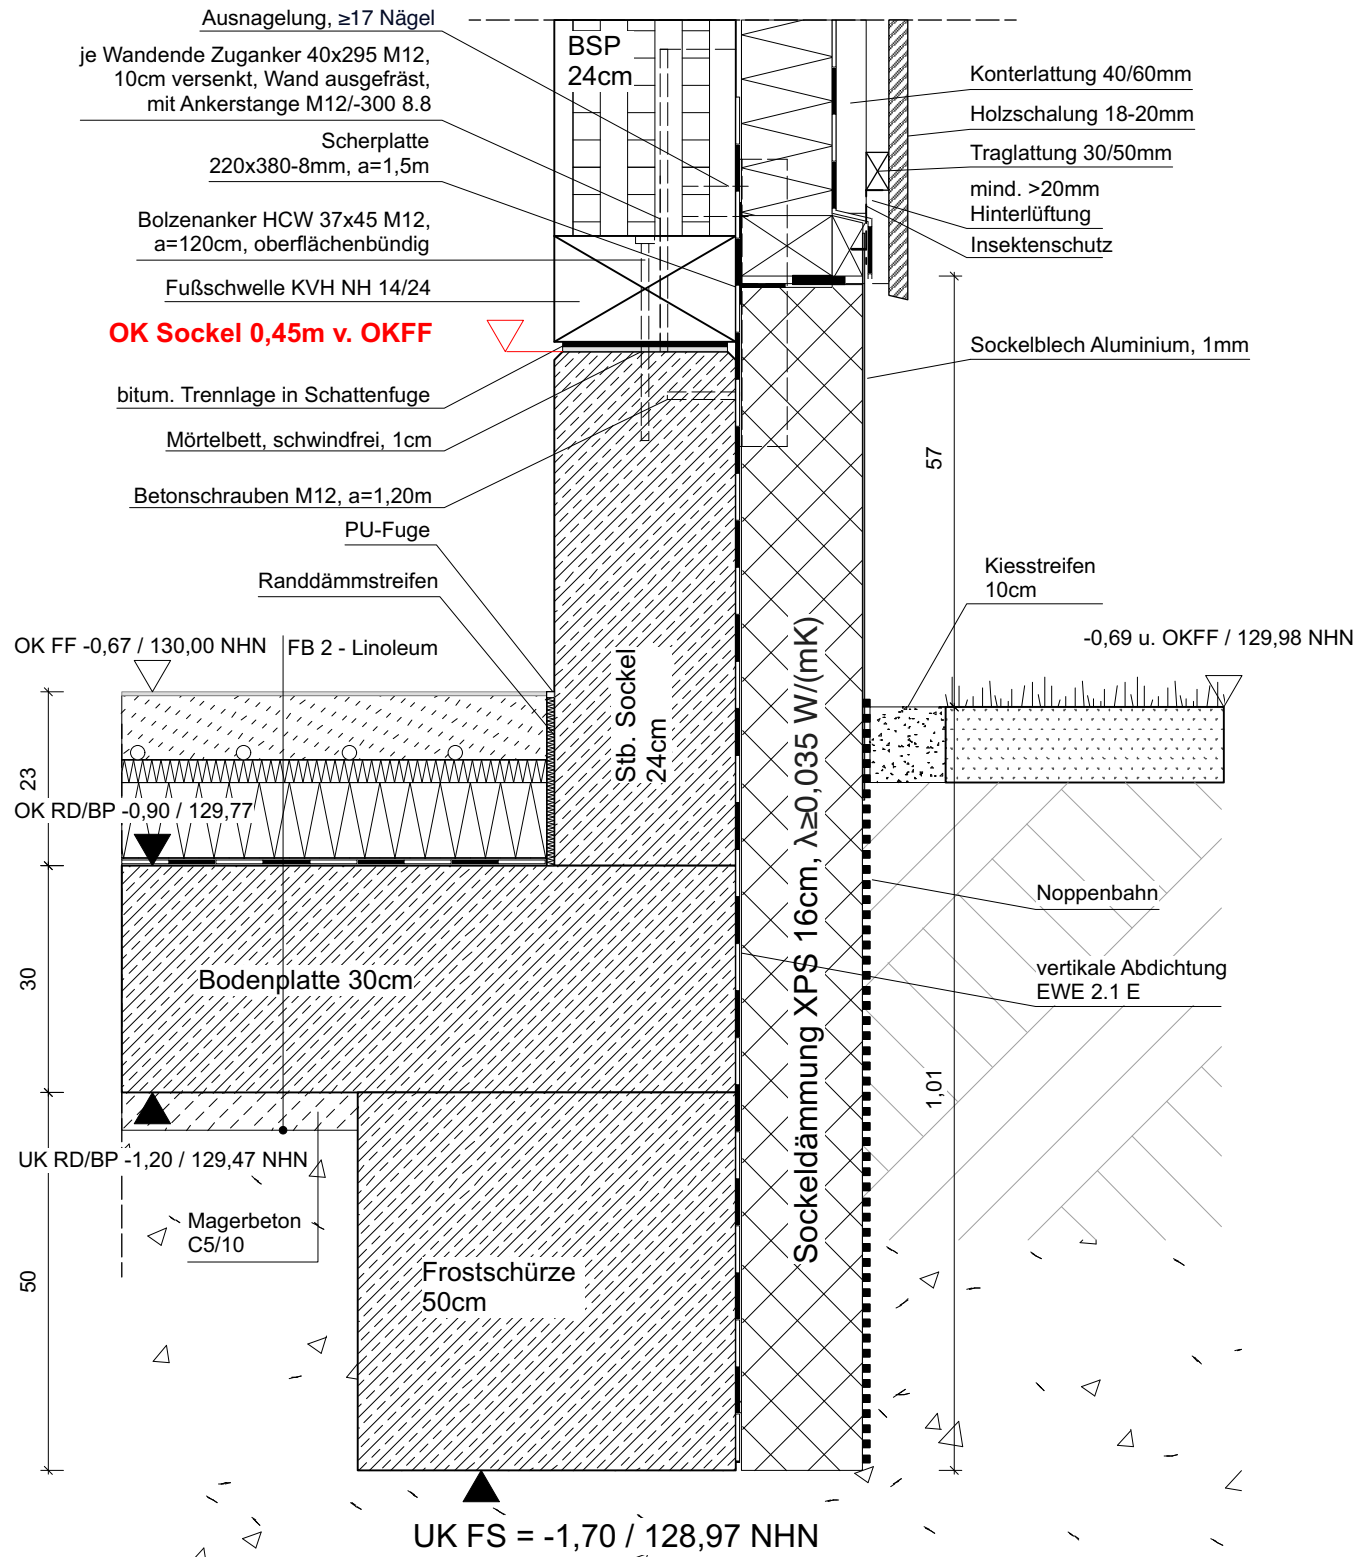 Ausnagelung, ≥17 Nägel
je Wandende Zuganker 40x295 M12,
10cm versenkt, Wand ausgefräst,
mit Ankerstange M12/-300 8.8
Scherplatte
220x380-8mm, a=1,5m
Bolzenanker HCW 37x45 M12,
a=120cm, oberflächenbündig
Fußschwelle KVH NH 14/24
OK Sockel 0,45m v. OKFF
bitum. Trennlage in Schattenfuge
Mörtelbett, schwindfrei, 1cm
Betonschrauben M12, a=1,20m
PU-Fuge
Randdämmstreifen
OK FF -0,67 / 130,00 NHN
FB 2 - Linoleum
23
OK RD/BP -0,90 / 129,77
30
Bodenplatte 30cm
UK RD/BP -1,20 / 129,47 NHN
Magerbeton
C5/10
50
Frostschürze
50cm
UK FS = -1,70 / 128,97 NHN
BSP
24cm
Stb. Sockel
24cm
Sockeldämmung XPS 16cm, λ≥0,035 W/(mK)
Konterlattung 40/60mm
Holzschalung 18-20mm
Traglattung 30/50mm
mind. >20mm
Hinterlüftung
Insektenschutz
Sockelblech Aluminium, 1mm
57
Kiesstreifen
10cm
-0,69 u. OKFF / 129,98 NHN
Noppenbahn
vertikale Abdichtung
EWE 2.1 E
1,01